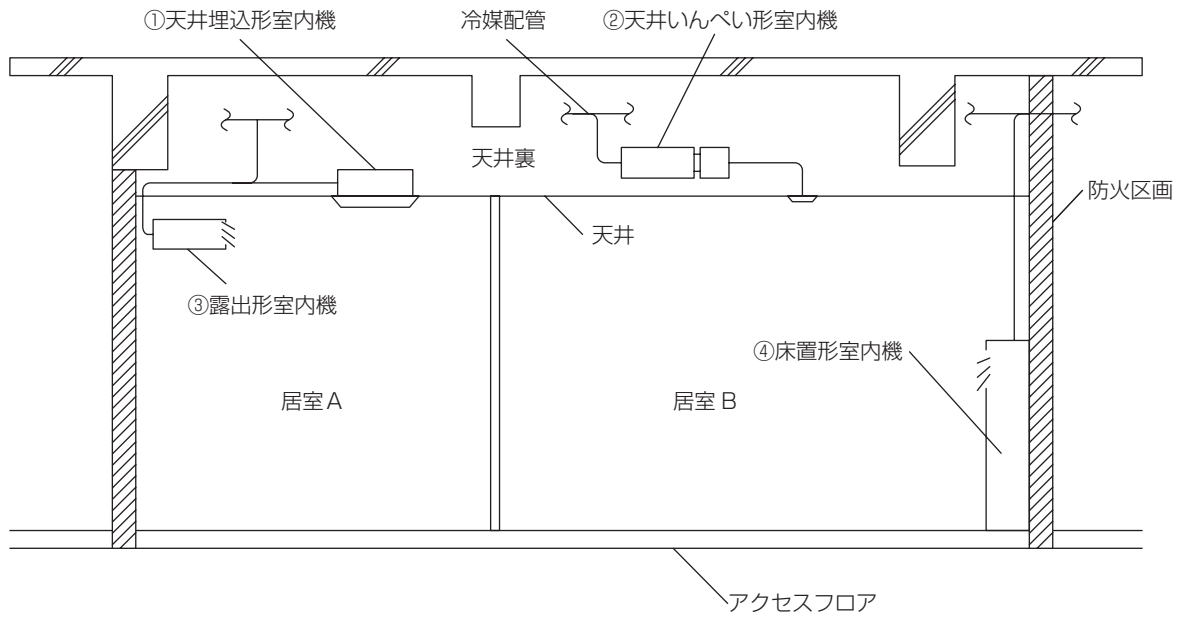 ①天井埋込形室内機
冷媒配管
②天井いんぺい形室内機
天井裏
防火区画
天井
③露出形室内機
④床置形室内機
居室A
居室B
アクセスフロア